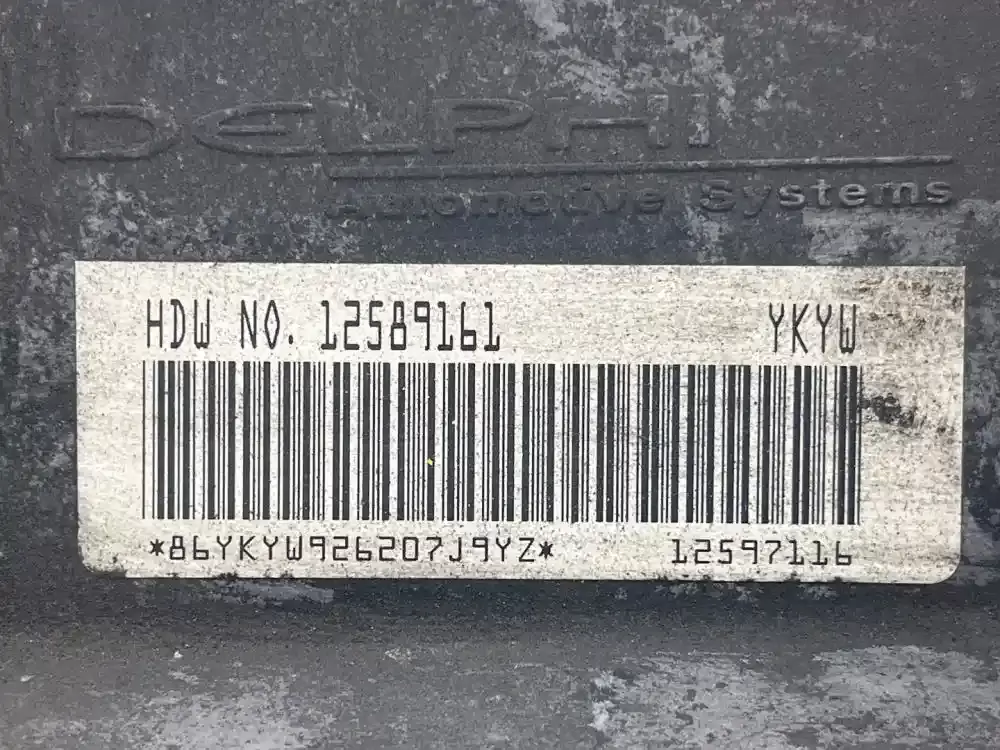 DELPHI
Automotive Systems
HDW NO. 12589161 YKYW
*86YKYW926207J9YZ* 12597116